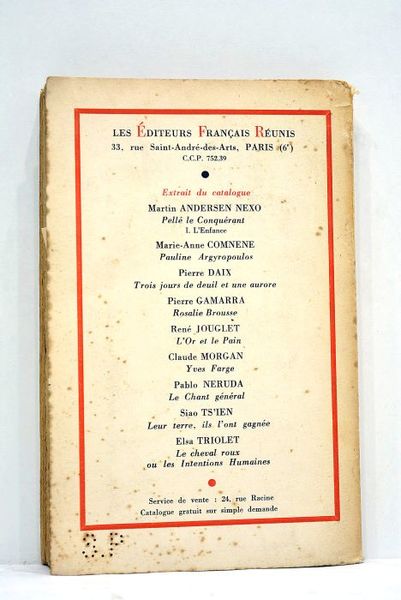 LES ÉDITEURS FRANÇAIS RÉUNIS
33, rue Saint-André-des-Arts, PARIS (6e)
C.C.P. 752.39
Extrait du catalogue
Martin ANDERSEN NEXO
Pellé le Conquérant
I. L'Enfance
Marie-Anne COMNENE
Pauline Argyropoulos
Pierre DAIX
Trois jours de deuil et une aurore
Pierre GAMARRA
Rosalie Brousse
René JOUGLET
L'Or et le Pain
Claude MORGAN
Yves Farge
Pablo NERUDA
Le Chant général
Siao TS'IEN
Leur terre, ils l'ont gagnée
Elsa TRIOLET
Le cheval roux
ou les Intentions Humaines
Service de vente : 24, rue Racine
Catalogue gratuit sur simple demande
S.P